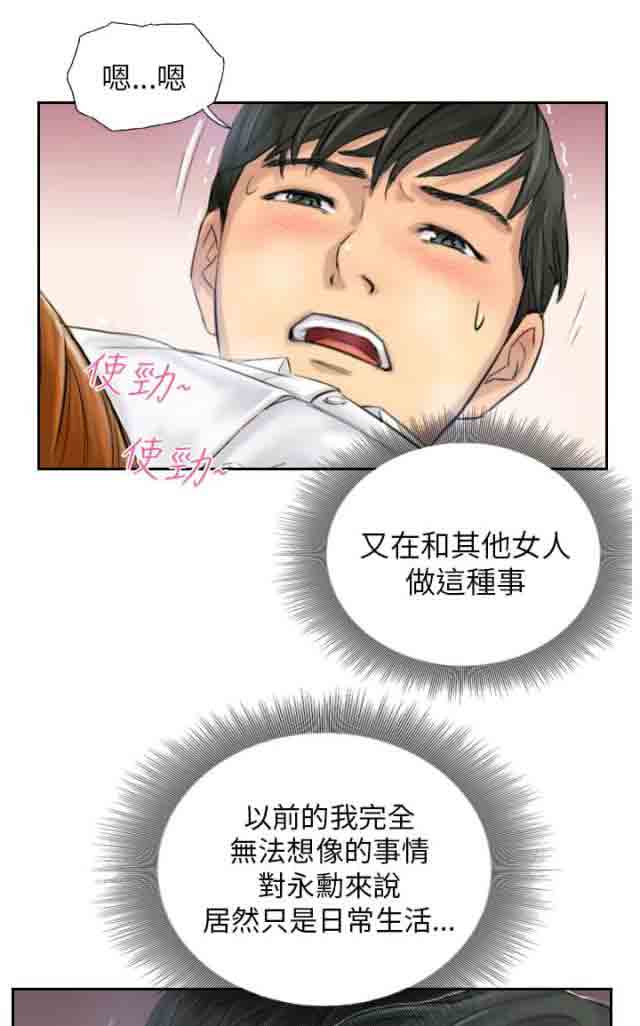 嗯...嗯
使勁~
使勁~
又在和其他女人
做這種事
以前的我完全
無法想像的事情
對永勳來說
居然只是日常生活...